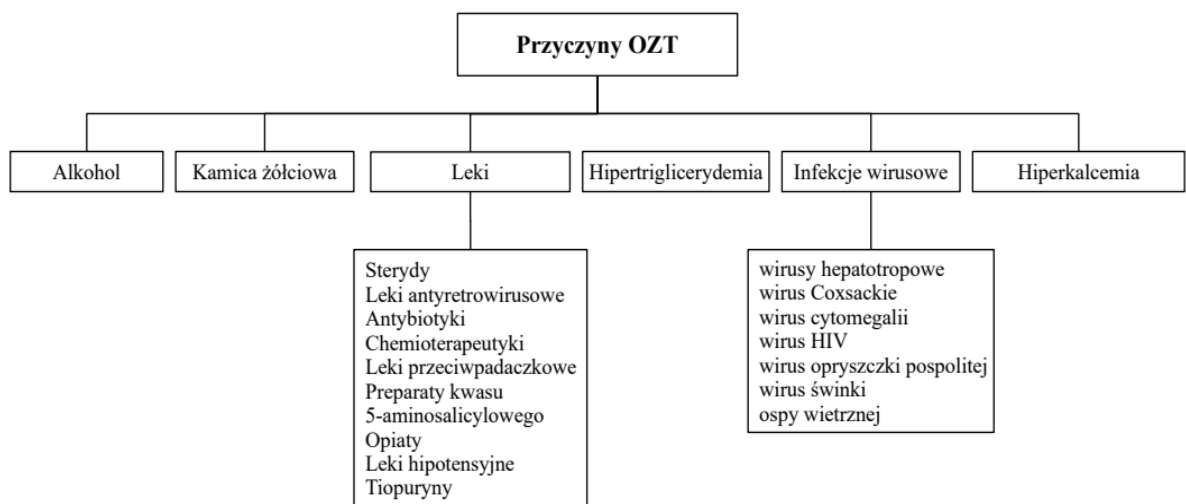 Przyczyny OZT
Alkohol
Kamica żółciowa
Leki
Hipertriglicerydemia
Infekcje wirusowe
Hiperkalcemia
Sterydy
Leki antyretrowirusowe
Antybiotyki
Chemioterapeutyki
Leki przeciwpadaczkowe
Preparaty kwasu
5-aminosalicylowego
Opiaty
Leki hipotensyjne
Tiopuryny
wirusy hepatotropowe
wirus Coxsackie
wirus cytomegalii
wirus HIV
wirus opryszczki pospolitej
wirus świnki
ospy wietrznej